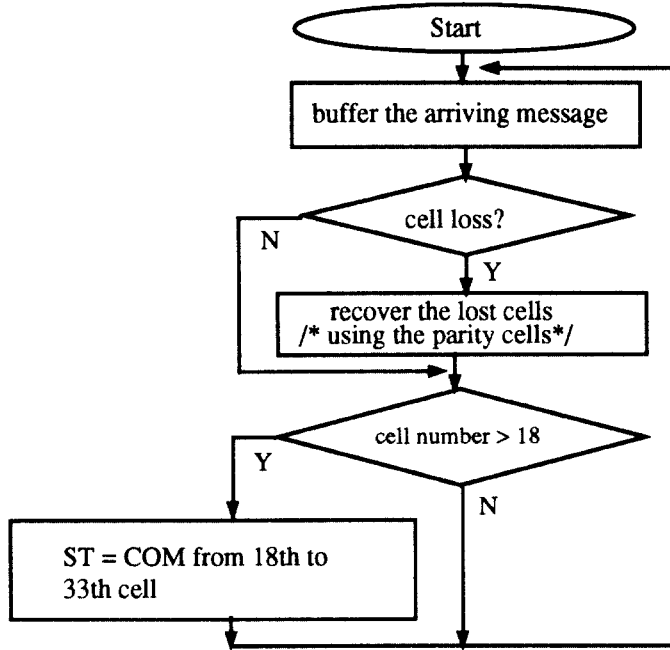 Start
buffer the arriving message
cell loss?
N
Y
recover the lost cells
/* using the parity cells*/
cell number > 18
Y
N
ST = COM from 18th to
33th cell